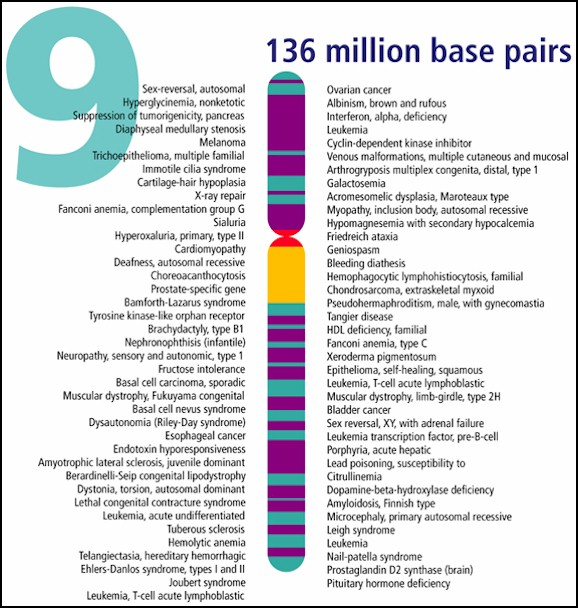 9
136 million base pairs
Sex-reversal, autosomal
Hyperglycinemia, nonketotic
Suppression of tumorigenicity, pancreas
Diaphyseal medullary stenosis
Melanoma
Trichoepithelioma, multiple familial
Immotile cilia syndrome
Cartilage-hair hypoplasia
X-ray repair
Fanconi anemia, complementation group G
Sialuria
Hyperoxaluria, primary, type II
Cardiomyopathy
Deafness, autosomal recessive
Choreoacanthocytosis
Prostate-specific gene
Bamforth-Lazarus syndrome
Tyrosine kinase-like orphan receptor
Brachydactyly, type B1
Nephronophthisis (infantile)
Neuropathy, sensory and autonomic, type 1
Fructose intolerance
Basal cell carcinoma, sporadic
Muscular dystrophy, Fukuyama congenital
Basal cell nevus syndrome
Dysautonomia (Riley-Day syndrome)
Esophageal cancer
Endotoxin hyporesponsiveness
Amyotrophic lateral sclerosis, juvenile dominant
Berardinelli-Seip congenital lipodystrophy
Dystonia, torsion, autosomal dominant
Lethal congenital contracture syndrome
Leukemia, acute undifferentiated
Tuberous sclerosis
Hemolytic anemia
Telangiectasia, hereditary hemorrhagic
Ehlers-Danlos syndrome, types I and II
Joubert syndrome
Leukemia, T-cell acute lymphoblastic
Ovarian cancer
Albinism, brown and rufous
Interferon, alpha, deficiency
Leukemia
Cyclin-dependent kinase inhibitor
Venous malformations, multiple cutaneous and mucosal
Arthrogryposis multiplex congenita, distal, type 1
Galactosemia
Acromesomelic dysplasia, Maroteaux type
Myopathy, inclusion body, autosomal recessive
Hypomagnesemia with secondary hypocalcemia
Friedreich ataxia
Geniospasm
Bleeding diathesis
Hemophagocytic lymphohistiocytosis, familial
Chondrosarcoma, extraskeletal myxoid
Pseudohermaphroditism, male, with gynecomastia
Tangier disease
HDL deficiency, familial
Fanconi anemia, type C
Xeroderma pigmentosum
Epithelioma, self-healing, squamous
Leukemia, T-cell acute lymphoblastic
Muscular dystrophy, limb-girdle, type 2H
Bladder cancer
Sex reversal, XY, with adrenal failure
Leukemia transcription factor, pre-B-cell
Porphyria, acute hepatic
Lead poisoning, susceptibility to
Citrullinemia
Dopamine-beta-hydroxylase deficiency
Amyloidosis, Finnish type
Microcephaly, primary autosomal recessive
Leigh syndrome
Leukemia
Nail-patella syndrome
Prostaglandin D2 synthase (brain)
Pituitary hormone deficiency